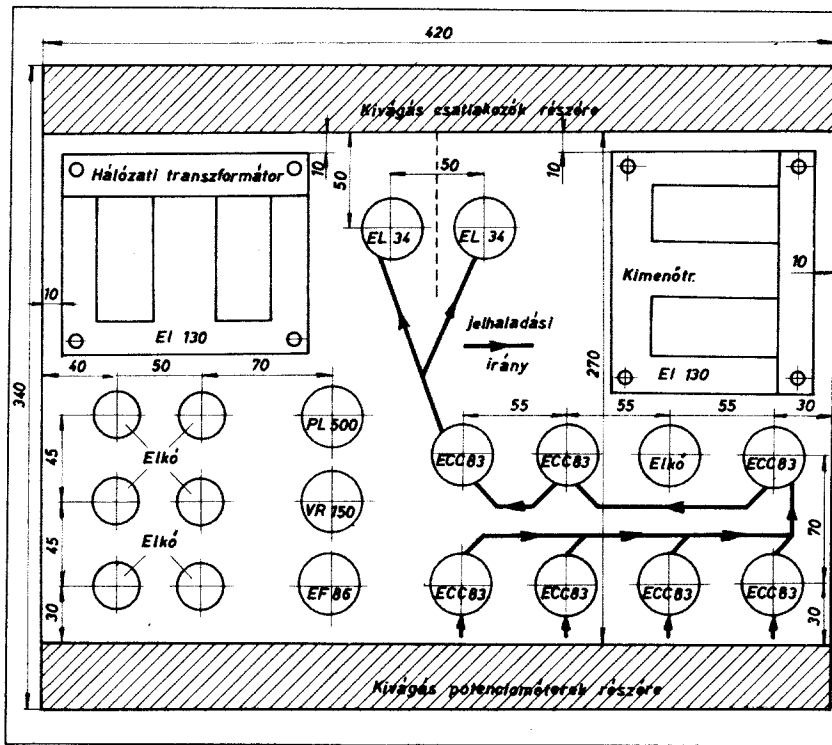 420
Kivágás csatlakozók részére
10
50
50
10
Hálózati transzformátor
EL 34
EL 34
Kimenőtr.
10
10
EI 130
jelhaladási
irány
EI 130
340
270
40
50
70
55
55
55
30
PL 500
ECC83
ECC83
Elkó
ECC83
45
Elkó
VR 150
70
45
Elkó
EF 86
ECC83
ECC83
ECC83
ECC83
30
30
Kivágás potenciométerek részére